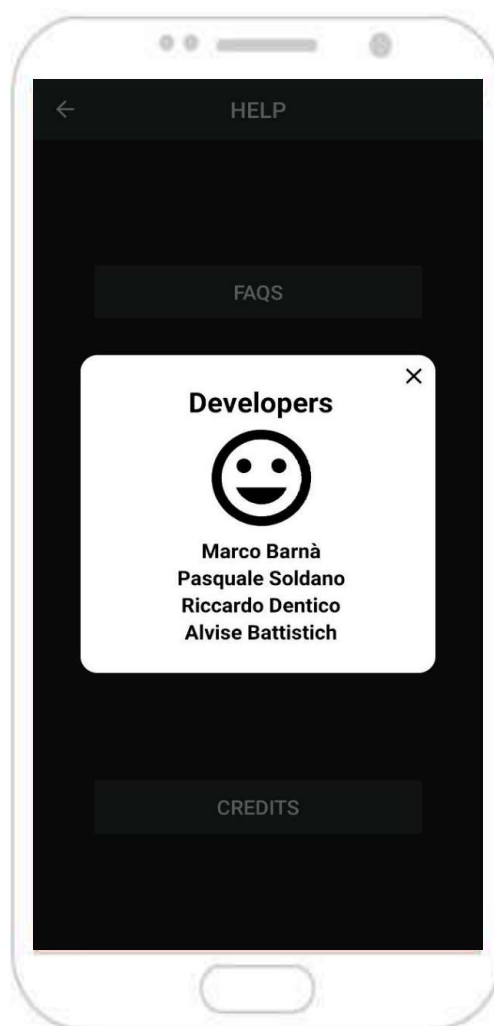 HELP
FAQS
Developers
Marco Barnà
Pasquale Soldano
Riccardo Dentico
Alvise Battistich
CREDITS